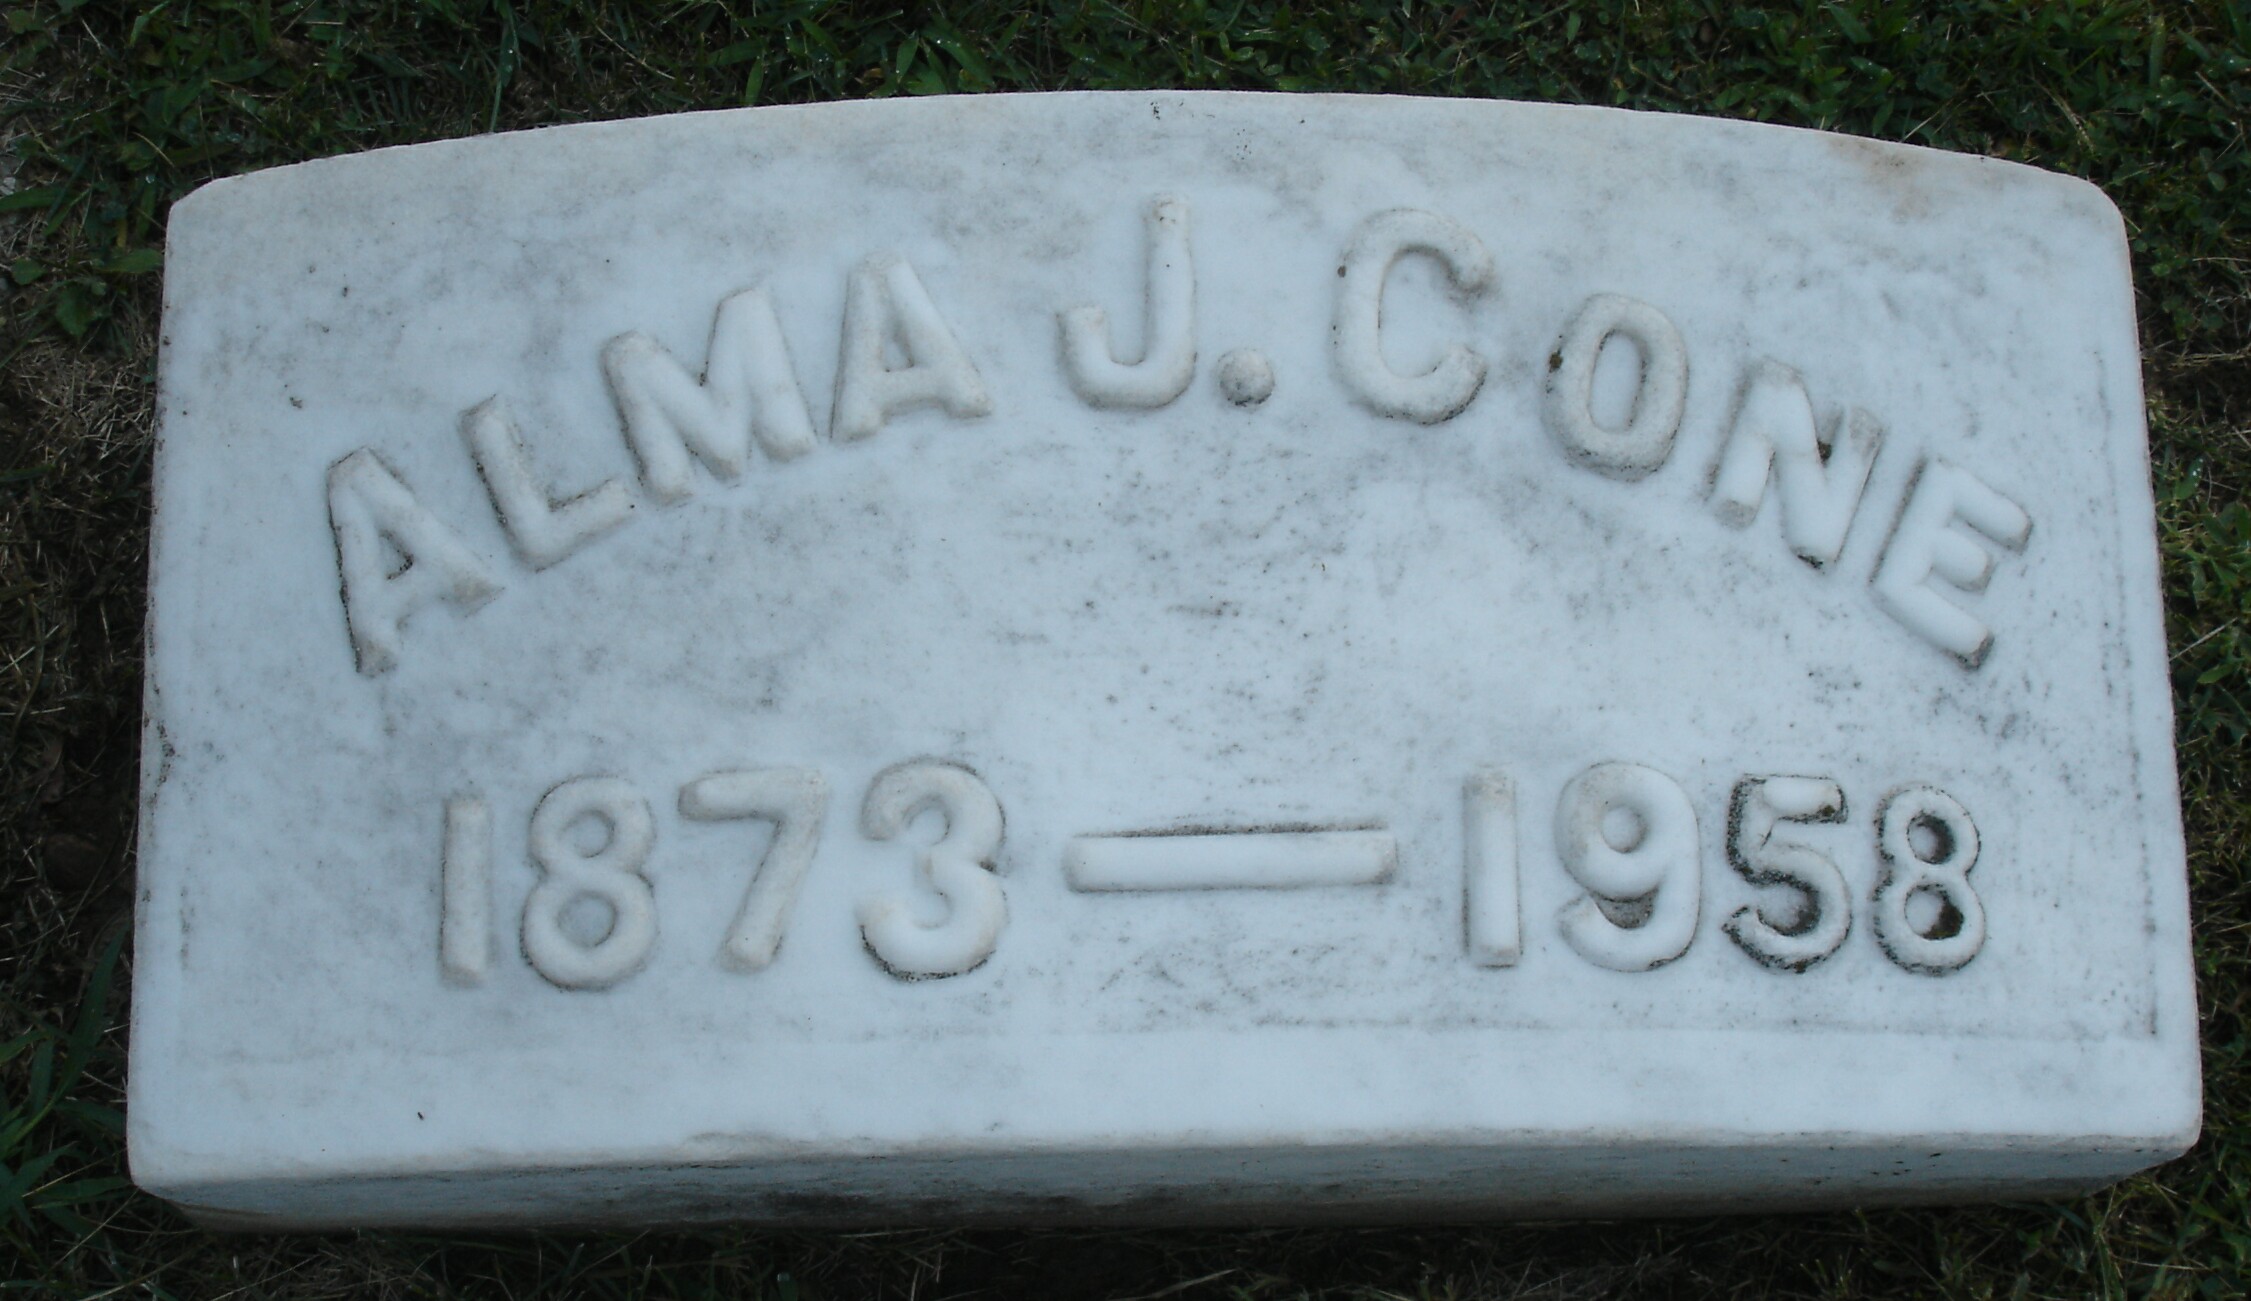 ALMA J. CONE
1873 — 1958